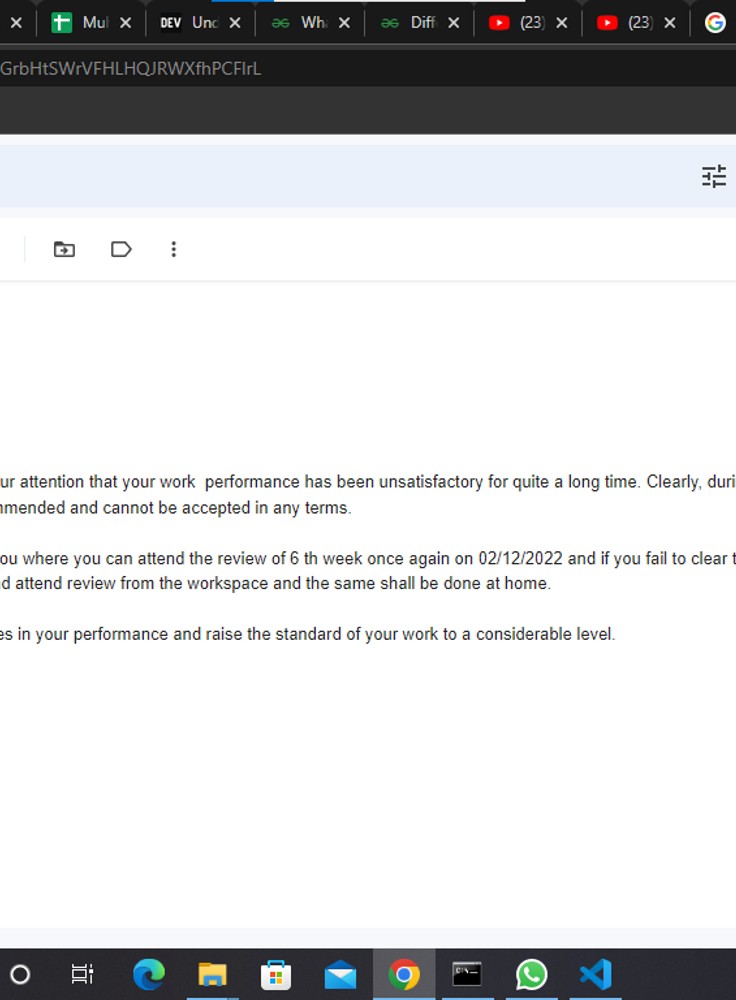 Mul
DEV
Und
Wha
Diff
(23)
(23)
GrbHtSWrVFHLHQJRWXfhPCFlrL
ur attention that your work  performance has been unsatisfactory for quite a long time. Clearly, duri
mmended and cannot be accepted in any terms.
ou where you can attend the review of 6 th week once again on 02/12/2022 and if you fail to clear t
d attend review from the workspace and the same shall be done at home.
es in your performance and raise the standard of your work to a considerable level.